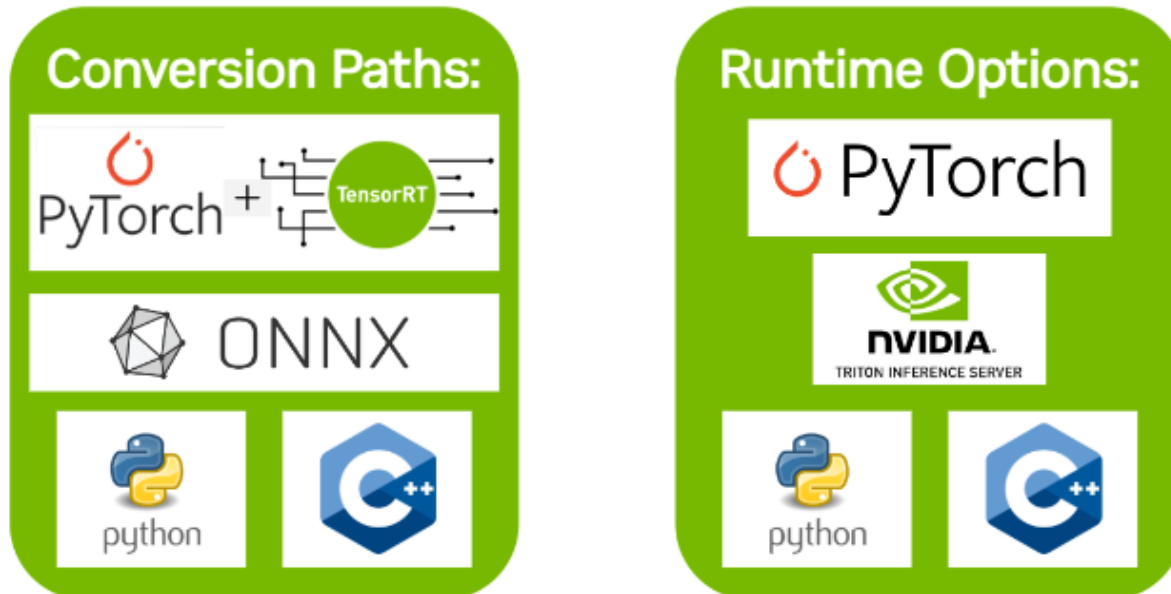 Conversion Paths:
PyTorch + TensorRT
ONNX
python C++
Runtime Options:
PyTorch
NVIDIA.
TRITON INFERENCE SERVER
python C++